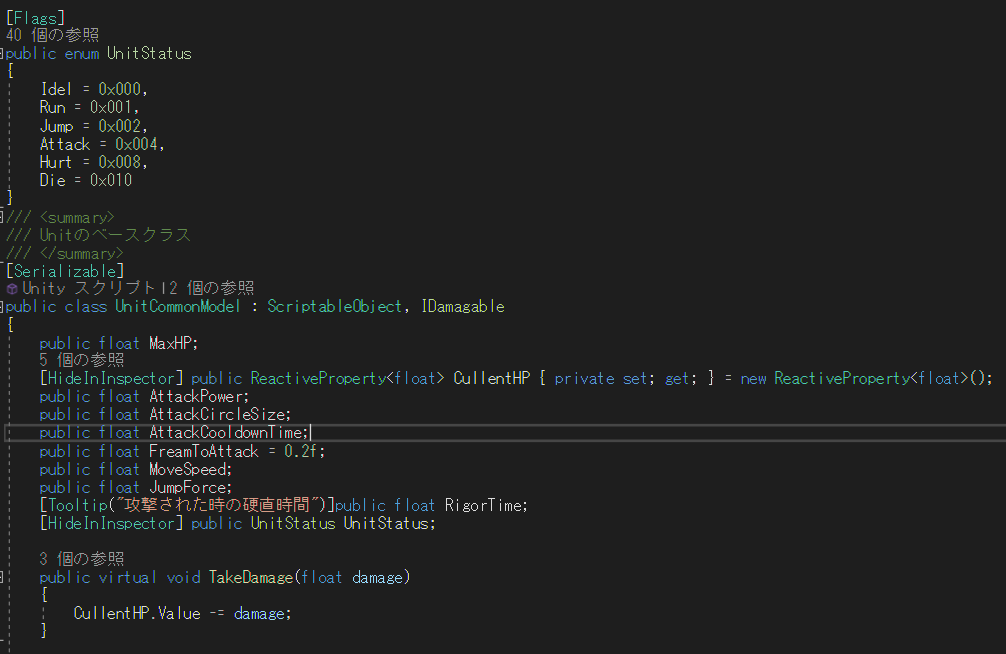 [Flags]
40 個の参照
public enum UnitStatus
{
Idel = 0x000,
Run = 0x001,
Jump = 0x002,
Attack = 0x004,
Hurt = 0x008,
Die = 0x010
}
/// <summary>
/// Unitのベースクラス
/// </summary>
[Serializable]
Unity スクリプト|2 個の参照
public class UnitCommonModel : ScriptableObject, IDamagable
{
public float MaxHP;
5 個の参照
[HideInInspector] public ReactiveProperty<float> CullentHP { private set; get; } = new ReactiveProperty<float>();
public float AttackPower;
public float AttackCircleSize;
public float AttackCooldownTime;
public float FreamToAttack = 0.2f;
public float MoveSpeed;
public float JumpForce;
[Tooltip("攻撃された時の硬直時間")]public float RigorTime;
[HideInInspector] public UnitStatus UnitStatus;
3 個の参照
public virtual void TakeDamage(float damage)
{
CullentHP.Value -= damage;
}